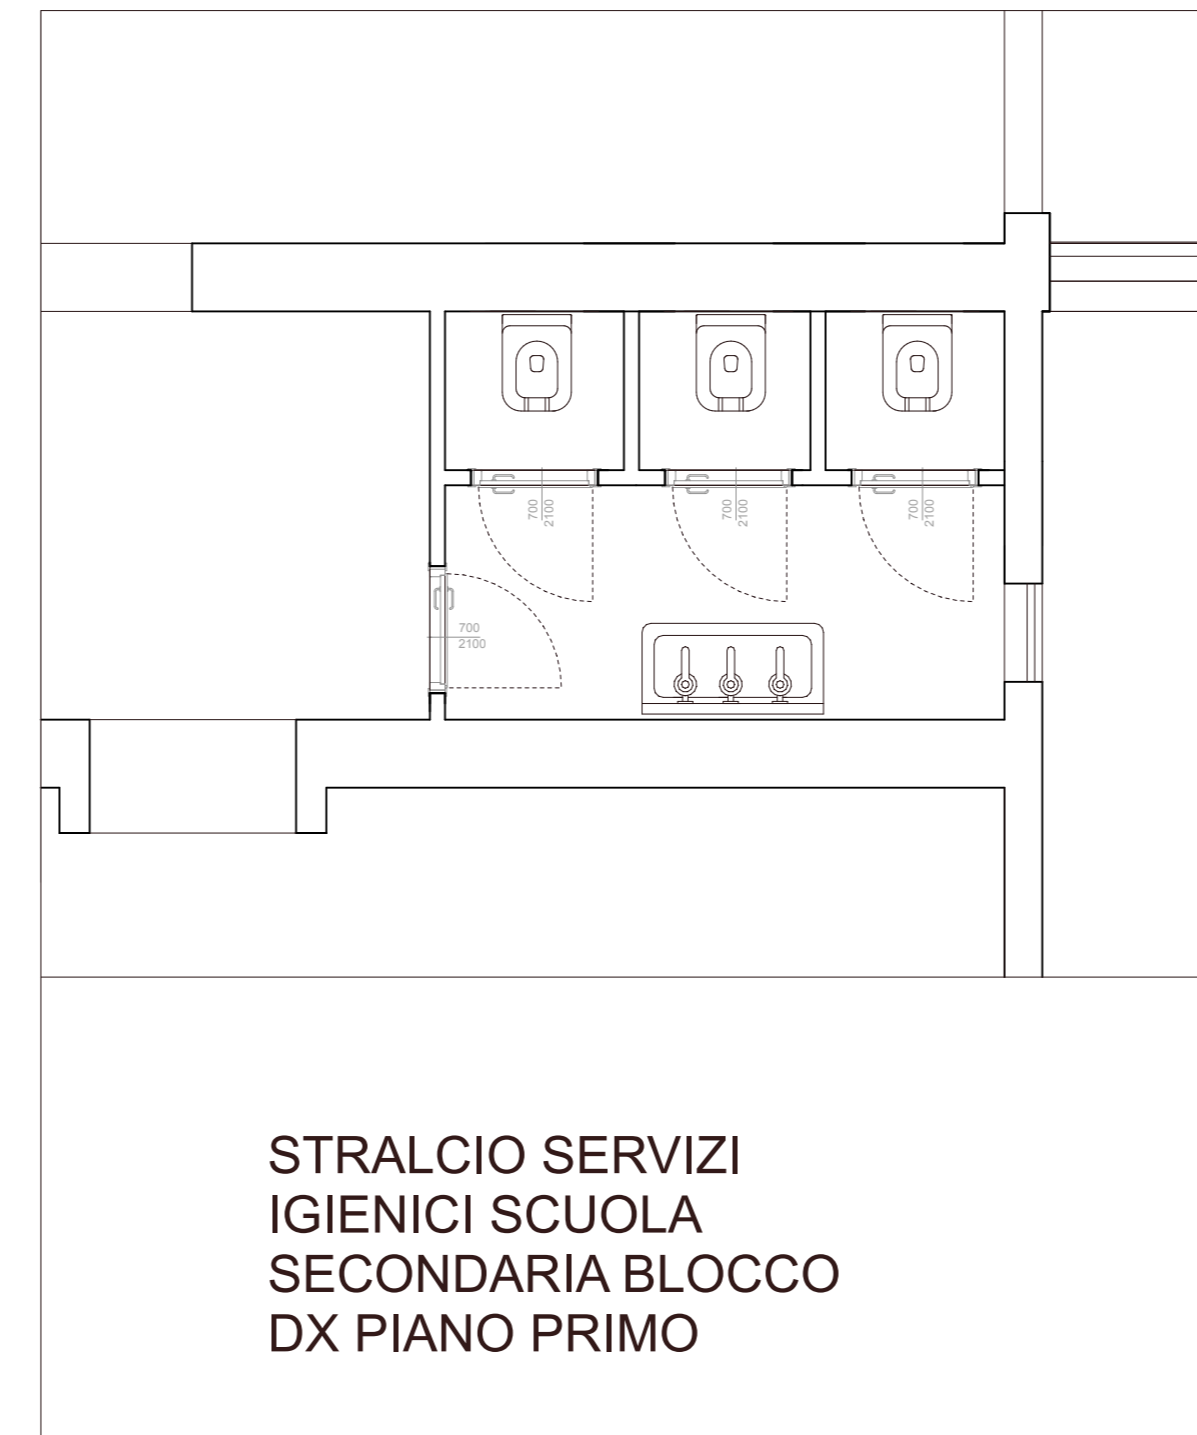 700
2100
700
2100
700
2100
700
2100
STRALCIO SERVIZI
IGIENICI SCUOLA
SECONDARIA BLOCCO
DX PIANO PRIMO